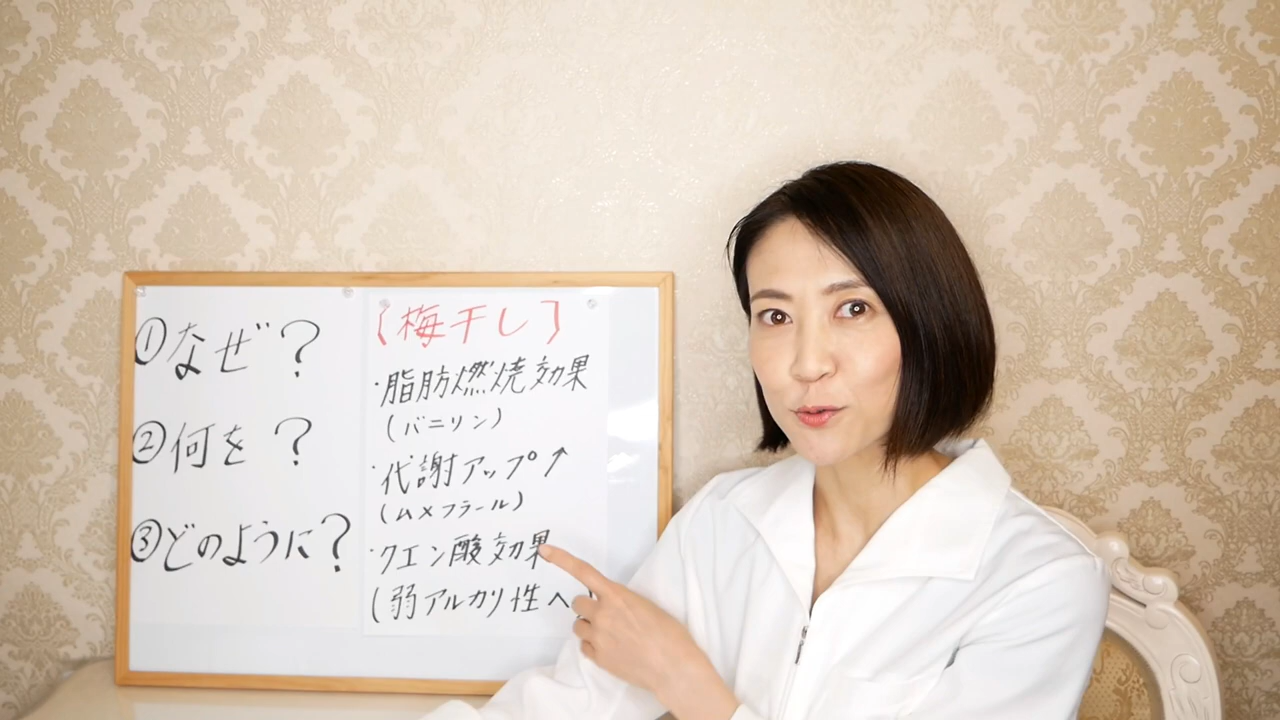 ①なぜ？
②何を？
③どのように？
［梅干し］
・脂肪燃焼効果
（バニリン）
・代謝アップ↑
（ムメフラール）
・クエン酸効果
（弱アルカリ性へ）